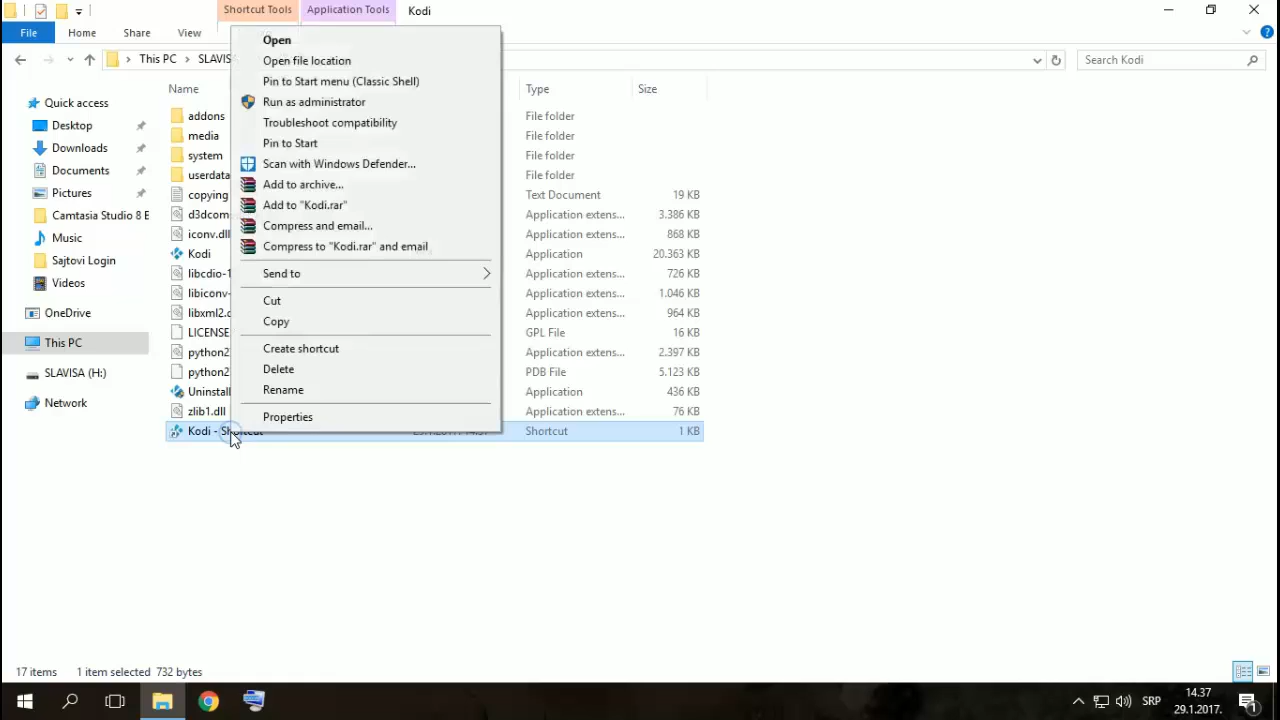 Shortcut Tools
Application Tools
Kodi
File
Home
Share
View
This PC
SLAVIS
Search Kodi
Quick access
Desktop
Downloads
Documents
Pictures
Camtasia Studio 8 E
Music
Sajtovi Login
Videos
OneDrive
This PC
SLAVISA (H:)
Network
Name
Type
Size
addons
File folder
media
File folder
system
File folder
userdata
File folder
copying
Text Document
19 KB
d3dcom
Application extens...
3.386 KB
iconv.dll
Application extens...
868 KB
Kodi
Application
20.363 KB
libcdio-1
Application extens...
726 KB
libiconv-
Application extens...
1.046 KB
libxml2.d
Application extens...
964 KB
LICENSE
GPL File
16 KB
python2
Application extens...
2.397 KB
python2
PDB File
5.123 KB
Uninstall
Application
436 KB
zlib1.dll
Application extens...
76 KB
Kodi - Shortcut
Shortcut
1 KB
Open
Open file location
Pin to Start menu (Classic Shell)
Run as administrator
Troubleshoot compatibility
Pin to Start
Scan with Windows Defender...
Add to archive...
Add to "Kodi.rar"
Compress and email...
Compress to "Kodi.rar" and email
Send to
Cut
Copy
Create shortcut
Delete
Rename
Properties
17 items
1 item selected 732 bytes
SRP
14.37
29.1.2017.
1